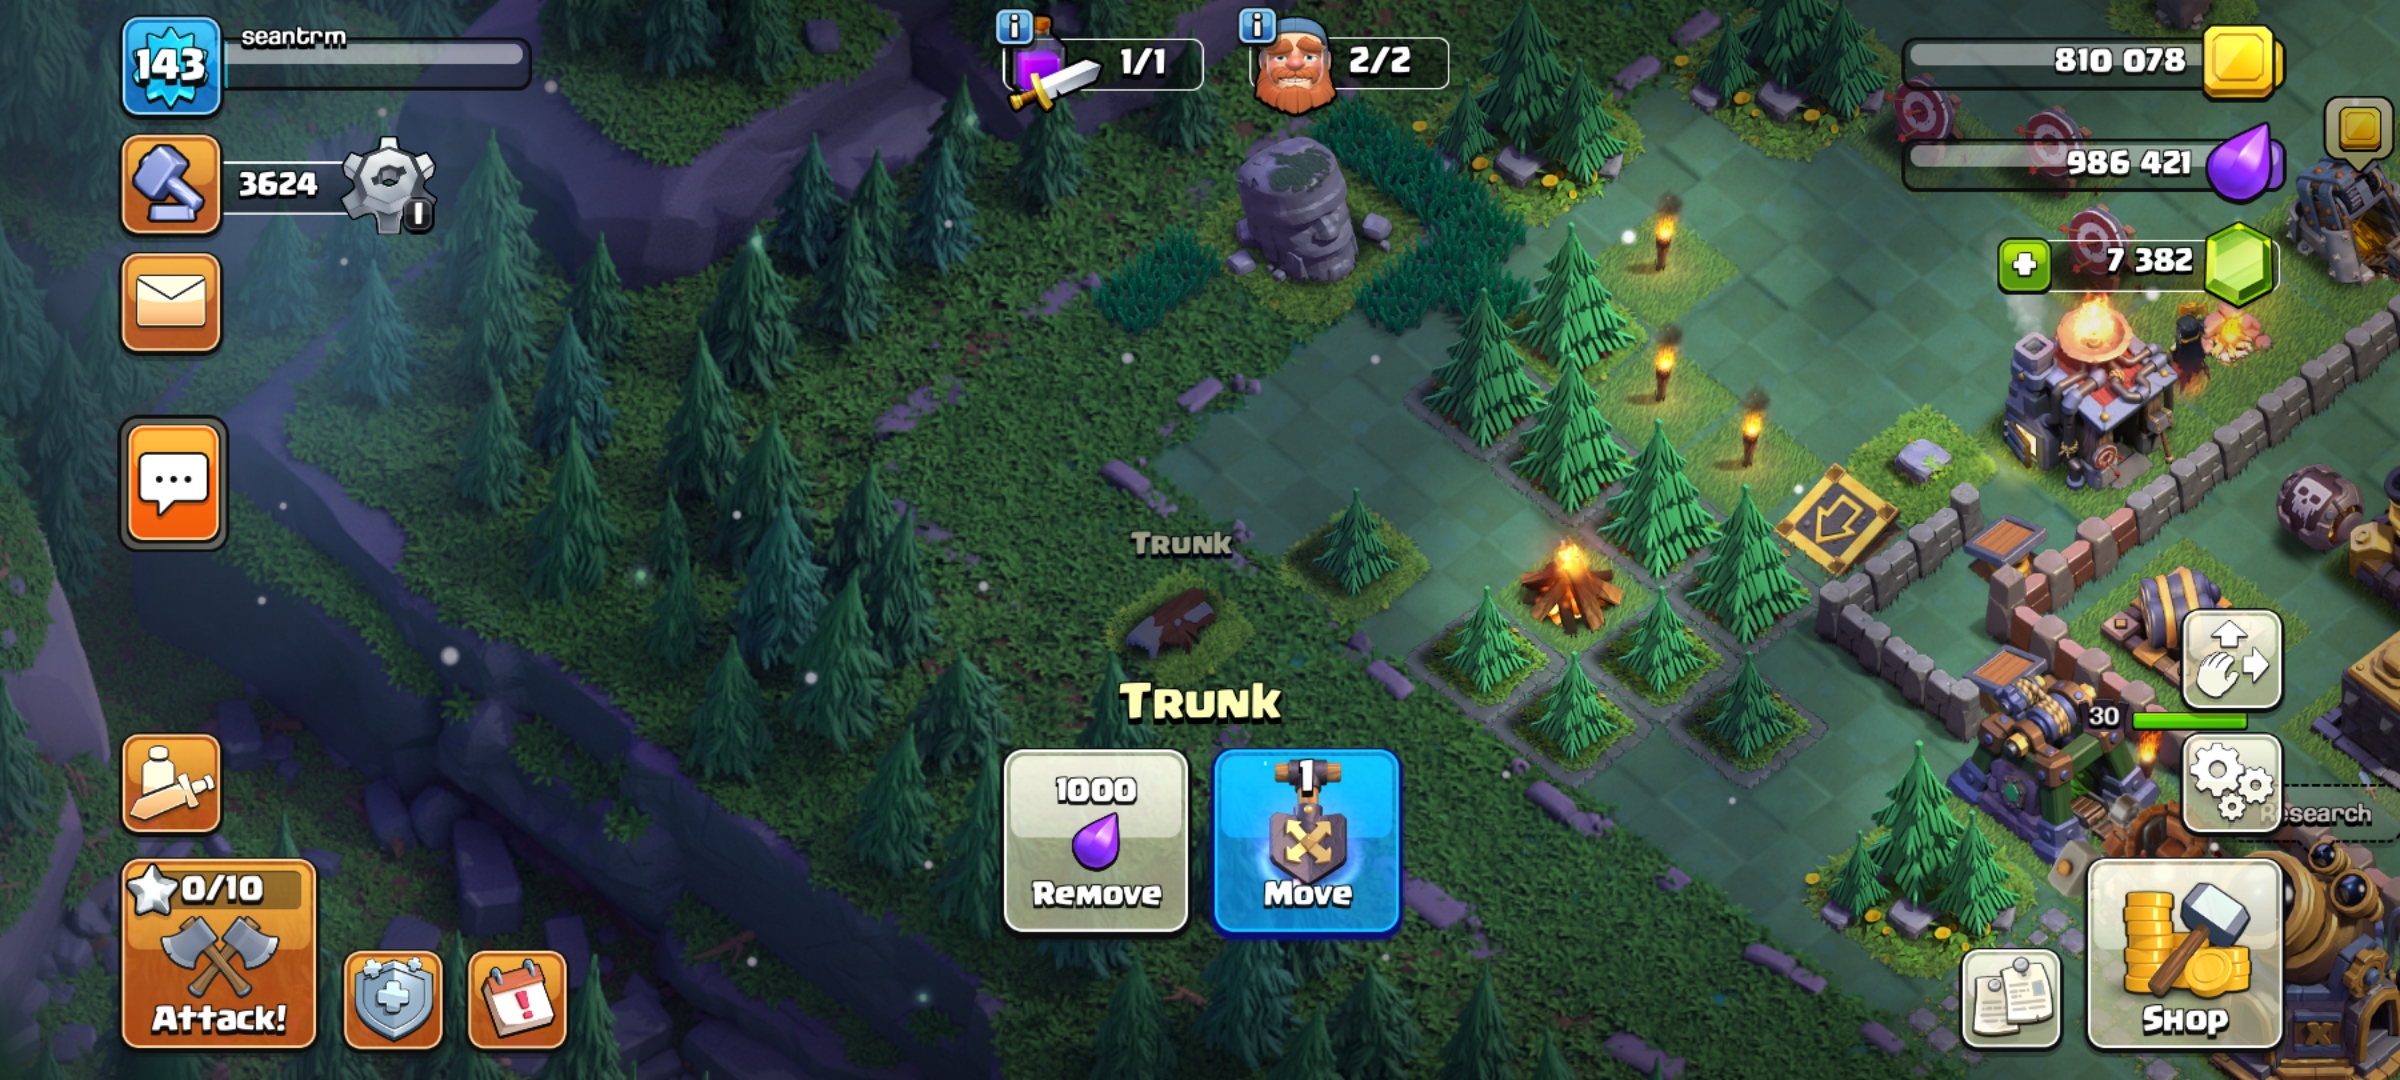 143
seantrm
1/1
2/2
810 078
3624
I
986 421
7 382
Trunk
Trunk
1000
Remove
1
Move
30
Research
0/10
Attack!
Shop